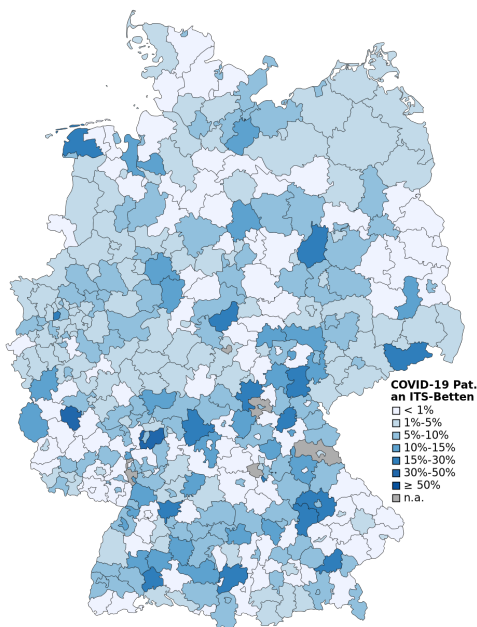 COVID-19 Pat.
an ITS-Betten
< 1%
1%-5%
5%-10%
10%-15%
15%-30%
30%-50%
≥ 50%
n.a.